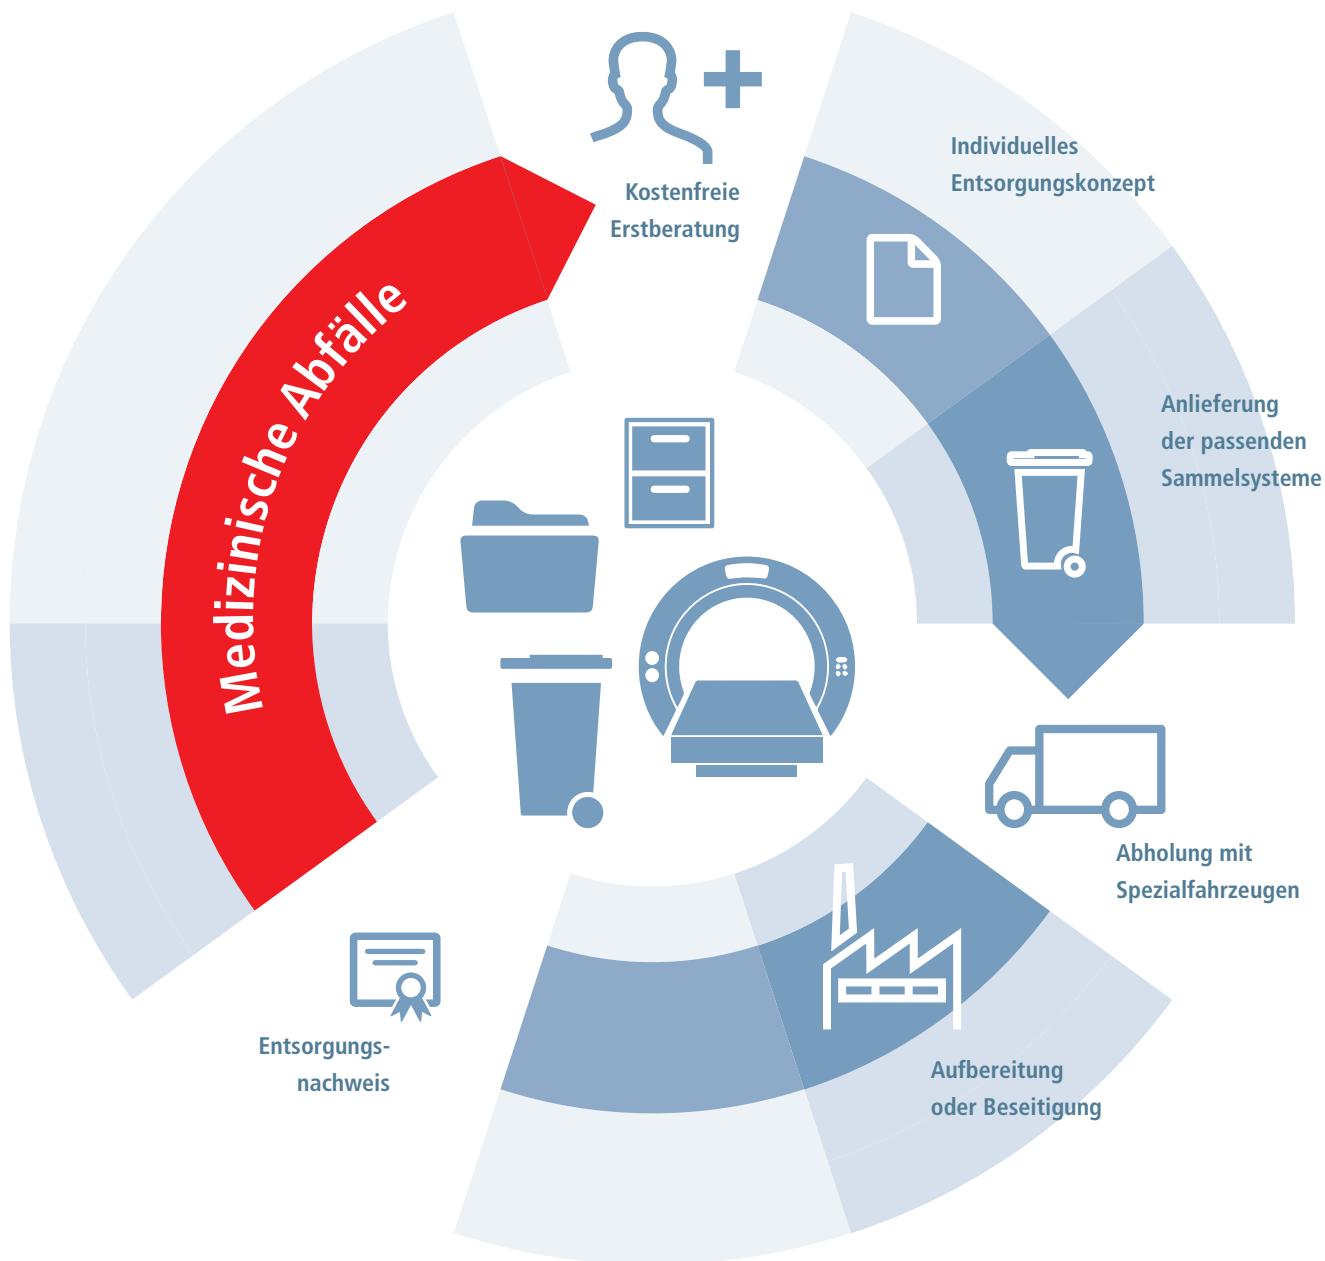 Medizinische Abfälle
Kostenfreie
Erstberatung
Individuelles
Entsorgungskonzept
Anlieferung
der passenden
Sammelsysteme
Abholung mit
Spezialfahrzeugen
Aufbereitung
oder Beseitigung
Entsorgungs-
nachweis